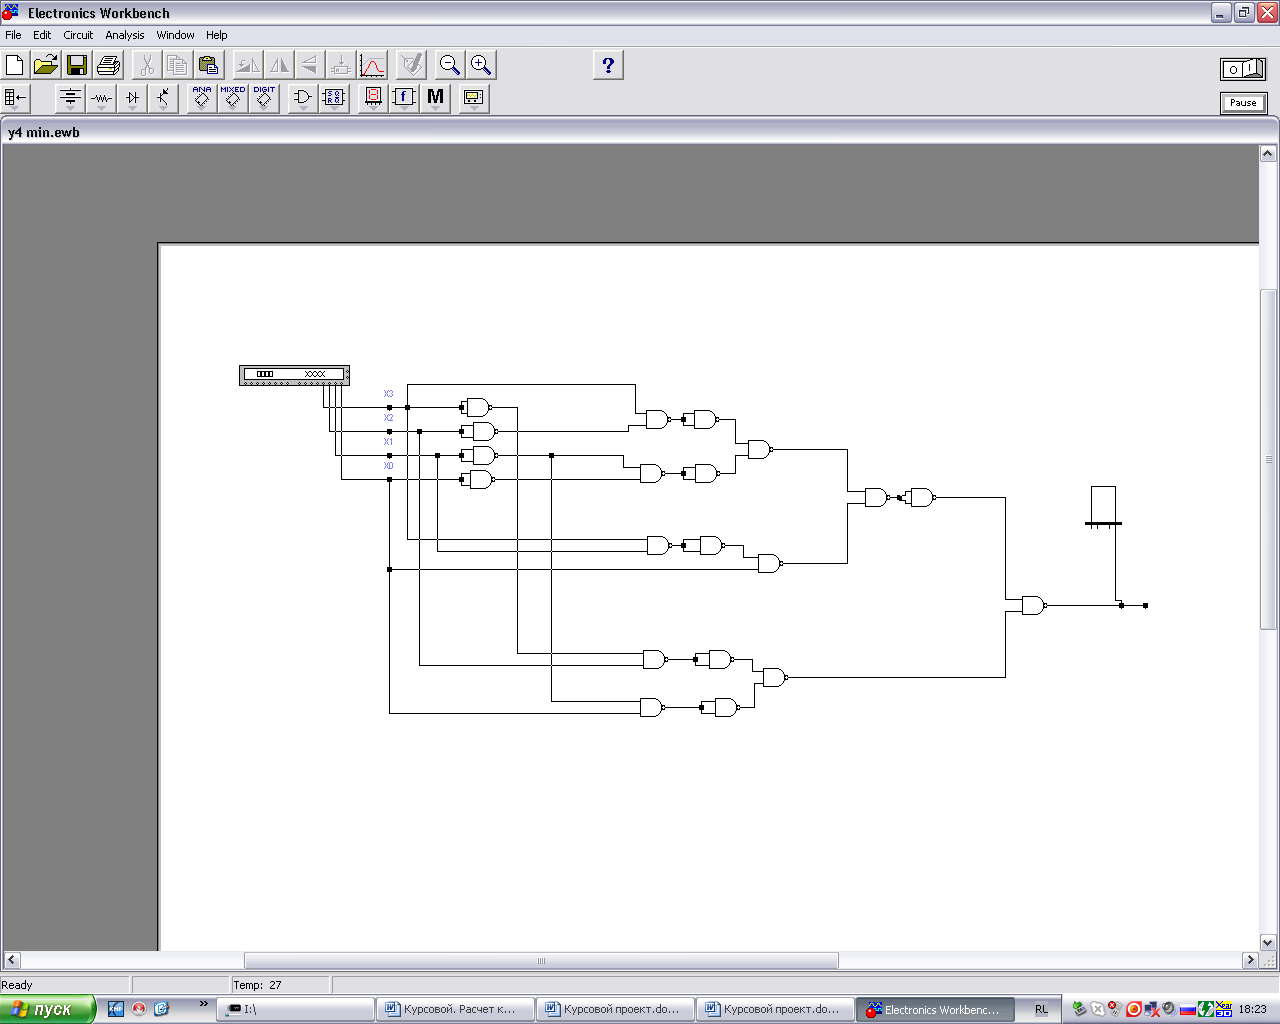 Electronics Workbench
File Edit Circuit Analysis Window Help
?
O I
ANA MIXED DIGIT
f M
Pause
y4 min.ewb
XXXX
X3
X2
X1
X0
Ready
Temp: 27
пуск
»
I:\
Курсовой. Расчет к...
Курсовой проект.do...
Курсовой проект.do...
Electronics Workbenc...
RL
18:23